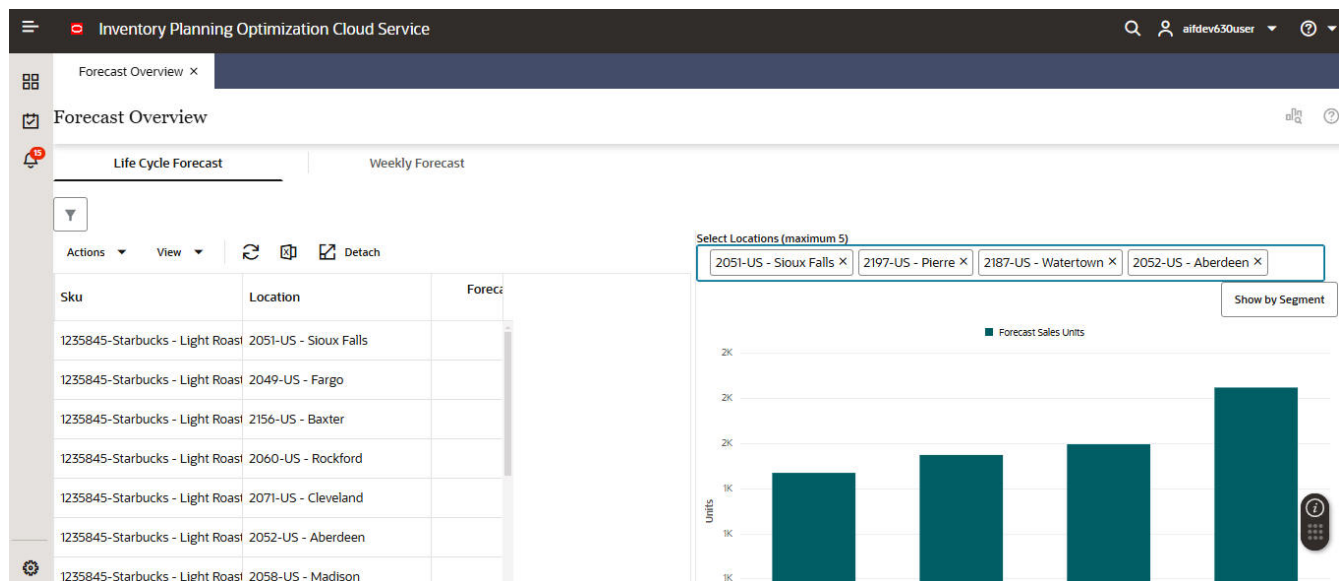 Inventory Planning Optimization Cloud Service
aifdev630user
Forecast Overview ×
Forecast Overview
15
Life Cycle Forecast
Weekly Forecast
Actions
View
Detach
Select Locations (maximum 5)
2051-US - Sioux Falls × 2197-US - Pierre × 2187-US - Watertown × 2052-US - Aberdeen ×
Show by Segment
Sku Location Foreca
1235845-Starbucks - Light Roast 2051-US - Sioux Falls
1235845-Starbucks - Light Roast 2049-US - Fargo
1235845-Starbucks - Light Roast 2156-US - Baxter
1235845-Starbucks - Light Roast 2060-US - Rockford
1235845-Starbucks - Light Roast 2071-US - Cleveland
1235845-Starbucks - Light Roast 2052-US - Aberdeen
1235845-Starbucks - Light Roast 2058-US - Madison
Forecast Sales Units
2K
2K
2K
1K
1K
1K
Units